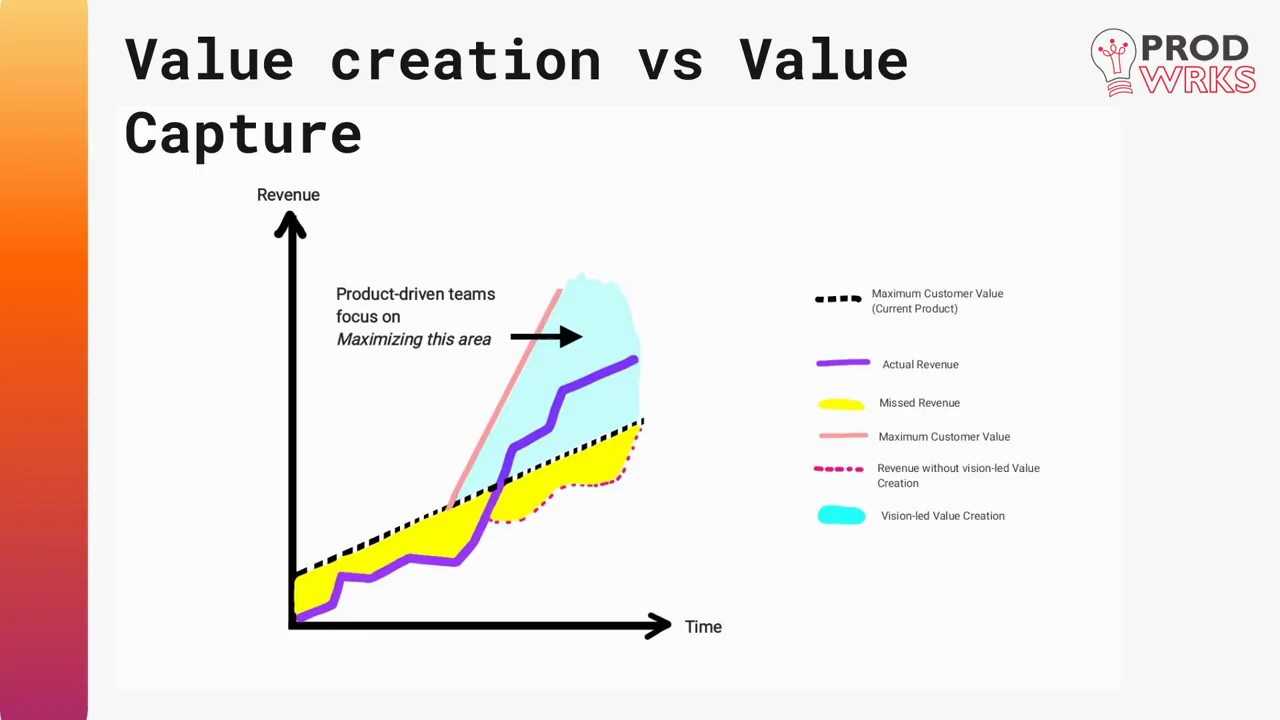 Value creation vs Value
Capture
PROD
WRKS
Revenue
Product-driven teams
focus on
Maximizing this area
Time
Maximum Customer Value
(Current Product)
Actual Revenue
Missed Revenue
Maximum Customer Value
Revenue without vision-led Value
Creation
Vision-led Value Creation